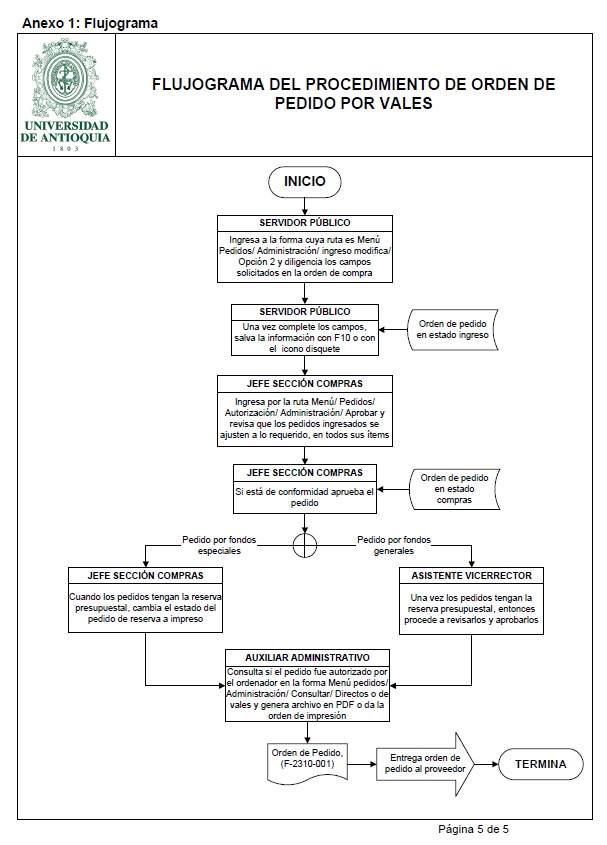 Anexo 1: Flujograma
UNIVERSIDAD
DE ANTIOQUIA
1 8 0 3
FLUJOGRAMA DEL PROCEDIMIENTO DE ORDEN DE
PEDIDO POR VALES
INICIO
SERVIDOR PÚBLICO
Ingresa a la forma cuya ruta es Menú
Pedidos/ Administración/ ingreso modifica/
Opción 2 y diligencia los campos
solicitados en la orden de compra
SERVIDOR PÚBLICO
Una vez complete los campos,
salva la información con F10 o con
el icono disquete
Orden de pedido
en estado ingreso
JEFE SECCIÓN COMPRAS
Ingresa por la ruta Menú/ Pedidos/
Autorización/ Administración/ Aprobar y
revisa que los pedidos ingresados se
ajusten a lo requerido, en todos sus ítems
JEFE SECCIÓN COMPRAS
Si está de conformidad aprueba el
pedido
Orden de pedido
en estado
compras
Pedido por fondos
especiales
Pedido por fondos
generales
JEFE SECCIÓN COMPRAS
Cuando los pedidos tengan la reserva
presupuestal, cambia el estado del
pedido de reserva a impreso
ASISTENTE VICERRECTOR
Una vez los pedidos tengan la
reserva presupuestal, entonces
procede a revisarlos y aprobarlos
AUXILIAR ADMINISTRATIVO
Consulta si el pedido fue autorizado por
el ordenador en la forma Menú pedidos/
Administración/ Consultar/ Directos o de
vales y genera archivo en PDF o da la
orden de impresión
Orden de Pedido,
(F-2310-001)
Entrega orden de
pedido al proveedor
TERMINA
Página 5 de 5